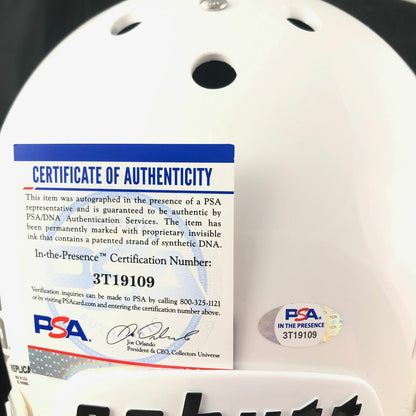 CERTIFICATE OF AUTHENTICITY
This item was autographed in the presence of a PSA
representative and is guaranteed to be authentic by
PSA/DNA Authentication Services. The item has
been permanently marked with proprietary invisible
ink that contains a patented strand of synthetic DNA.
In-the-Presence™ Certification Number:
3T19109
Verification inquiries can be made to PSA by calling 800-325-1121
or by visiting PSAcard.com and entering the certification number above.
PSA
Joe Orlando
President & CEO, Collectors Universe
PSA
IN THE PRESENCE
3T19109
REPLICA
schutt